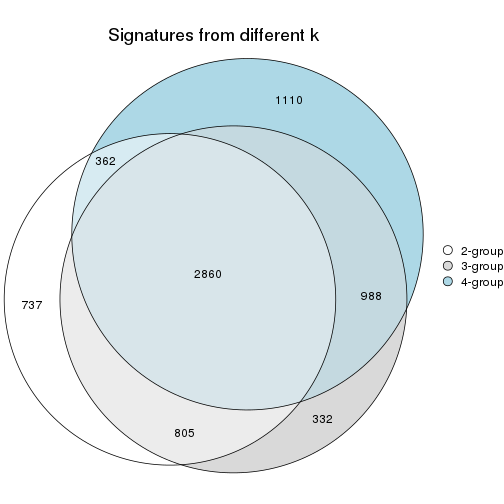 Signatures from different k
1110
362
2860
988
737
805
332
2-group
3-group
4-group